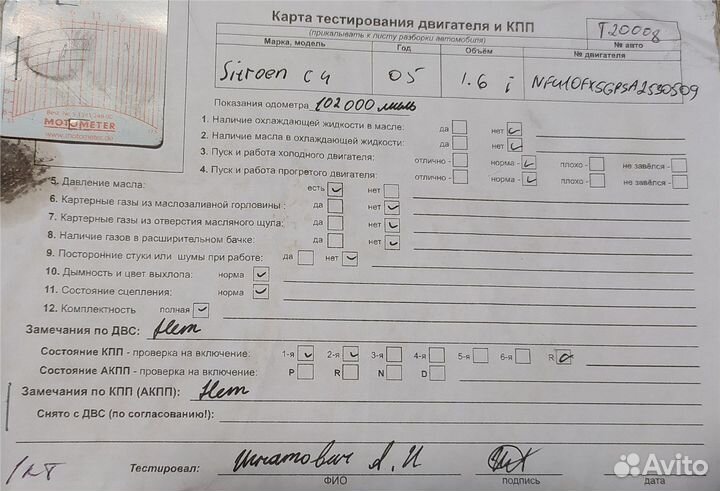 Карта тестирования двигателя и КПП
(прикалывать к листу разборки автомобиля)
T20008
№ авто
Марка, модель Год Объём № двигателя
Sitroen C4 05 1.6 i
Показания одометра 102000 миль
1. Наличие охлаждающей жидкости в масле: да нет
2. Наличие масла в охлаждающей жидкости: да нет
3. Пуск и работа холодного двигателя: отлично - норма - плохо - не завёлся -
4. Пуск и работа прогретого двигателя: отлично - норма - плохо - не завёлся -
5. Давление масла: есть нет
6. Картерные газы из маслозаливной горловины: да нет
7. Картерные газы из отверстия масляного щупа: да нет
8. Наличие газов в расширительном бачке: да нет
9. Посторонние стуки или шумы при работе: да нет
10. Дымность и цвет выхлопа: норма
11. Состояние сцепления: норма
12. Комплектность полная
Замечания по ДВС: Нет
Состояние КПП - проверка на включение: 1-я 2-я 3-я 4-я 5-я 6-я R
Состояние АКПП - проверка на включение: P R N D
Замечания по КПП (АКПП): Нет
Снято с ДВС (по согласованию!):
Тестировал: Игнатович А. И
ФИО подпись дата
MOTOMETER
www.motometer.de
Avito